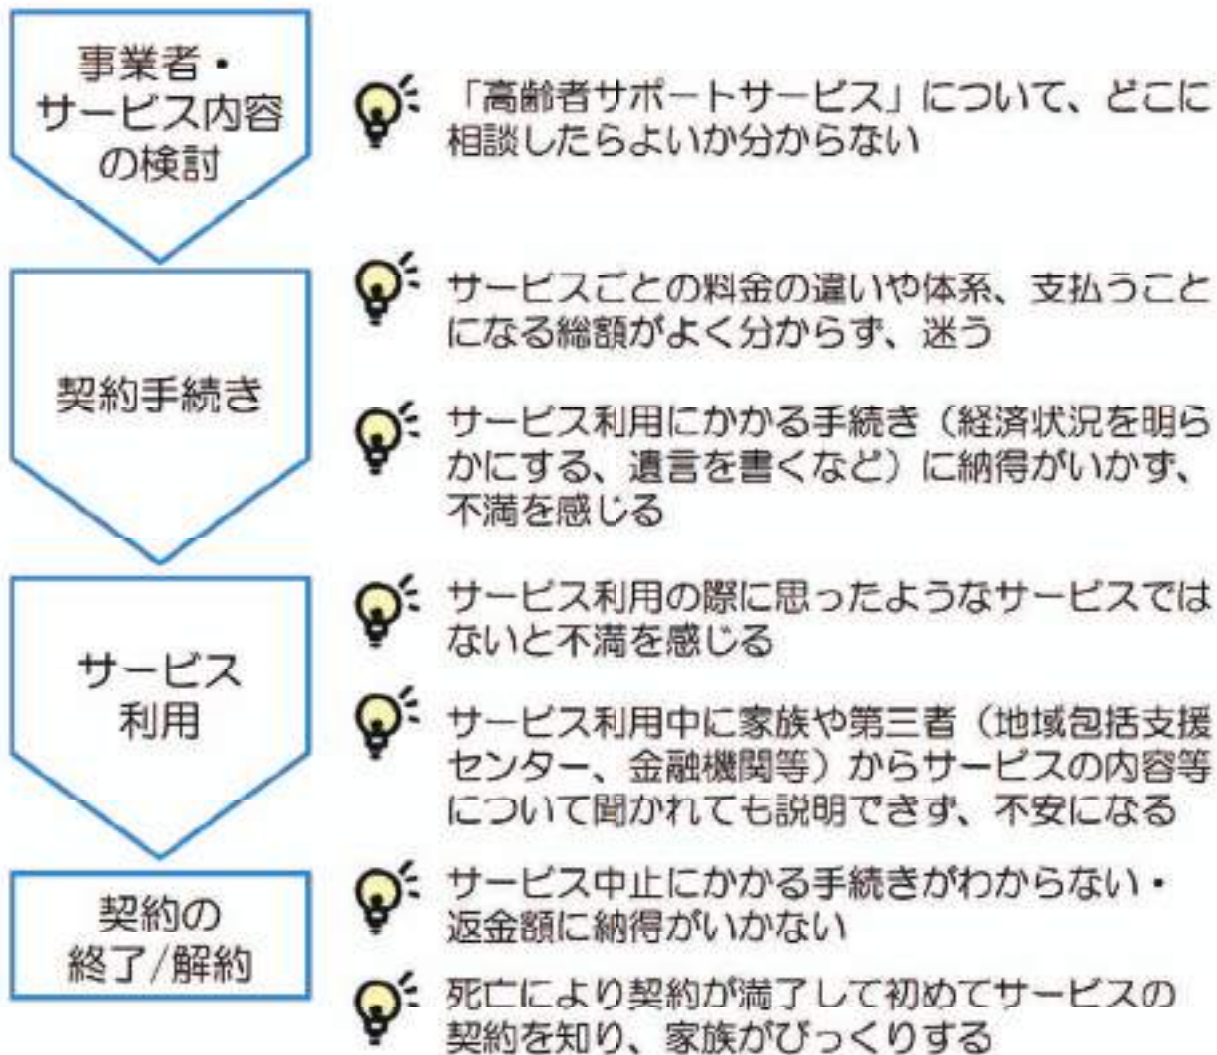 事業者・
サービス内容
の検討
「高齢者サポートサービス」について、どこに
相談したらよいか分からない
契約手続き
サービスごとの料金の違いや体系、支払うこと
になる総額がよく分からず、迷う
サービス利用にかかる手続き（経済状況を明ら
かにする、遺言を書くなど）に納得がいかず、
不満を感じる
サービス
利用
サービス利用の際に思ったようなサービスでは
ないと不満を感じる
サービス利用中に家族や第三者（地域包括支援
センター、金融機関等）からサービスの内容等
について聞かれても説明できず、不安になる
契約の
終了/解約
サービス中止にかかる手続きがわからない・
返金額に納得がいかない
死亡により契約が満了して初めてサービスの
契約を知り、家族がびっくりする